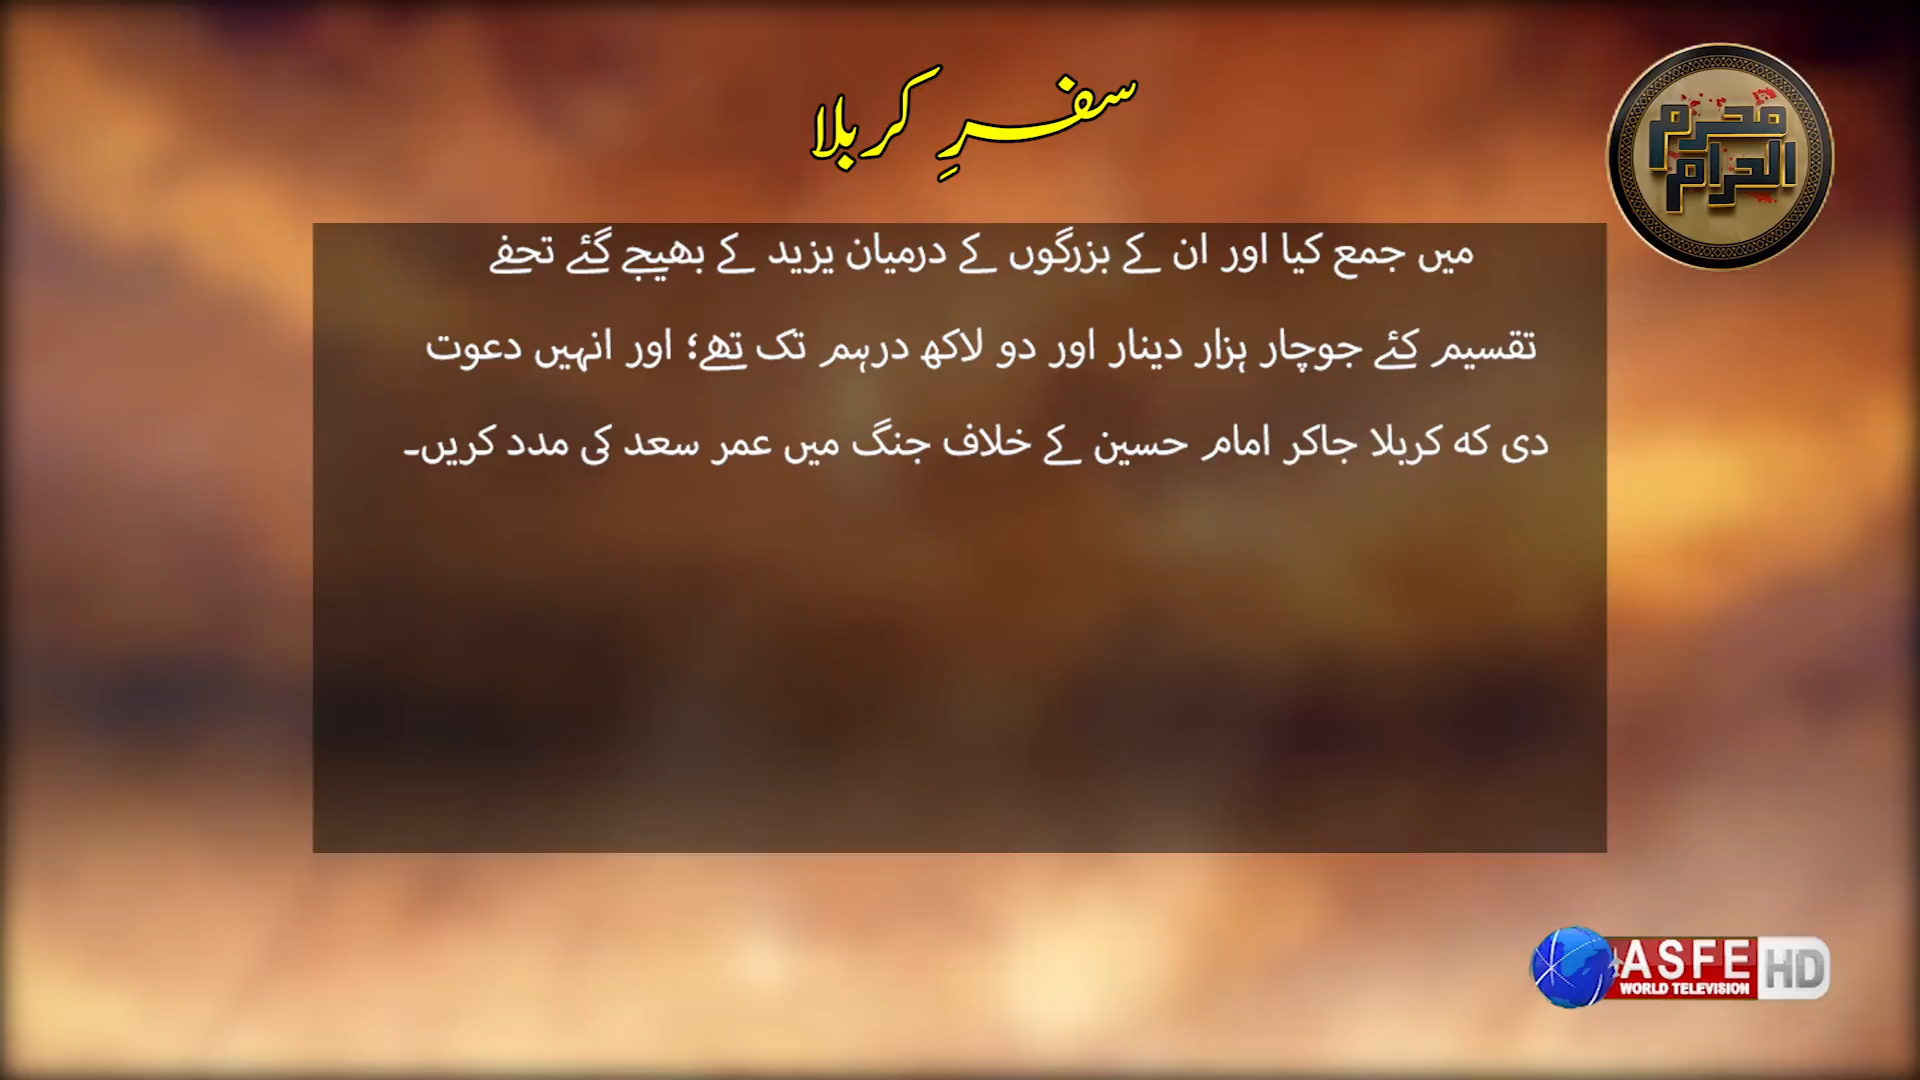 سفرِ کربلا
محرم
الحرام
میں جمع کیا اور ان کے بزرگوں کے درمیان یزید کے بھیجے گئے تحفے
تقسیم کئے جوچار ہزار دینار اور دو لاکھ درہم تک تھے؛ اور انہیں دعوت
دی که کربلا جاکر امام حسین کے خلاف جنگ میں عمر سعد کی مدد کریں۔
ASFE HD
WORLD TELEVISION